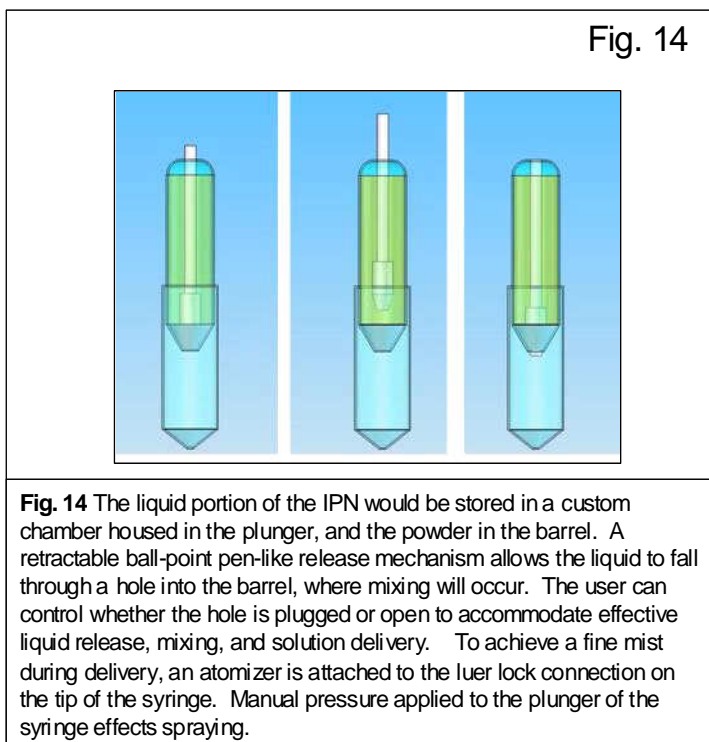 Fig. 14
Fig. 14 The liquid portion of the IPN would be stored in a custom
chamber housed in the plunger, and the powder in the barrel. A
retractable ball-point pen-like release mechanism allows the liquid to fall
through a hole into the barrel, where mixing will occur. The user can
control whether the hole is plugged or open to accommodate effective
liquid release, mixing, and solution delivery. To achieve a fine mist
during delivery, an atomizer is attached to the luer lock connection on
the tip of the syringe. Manual pressure applied to the plunger of the
syringe effects spraying.